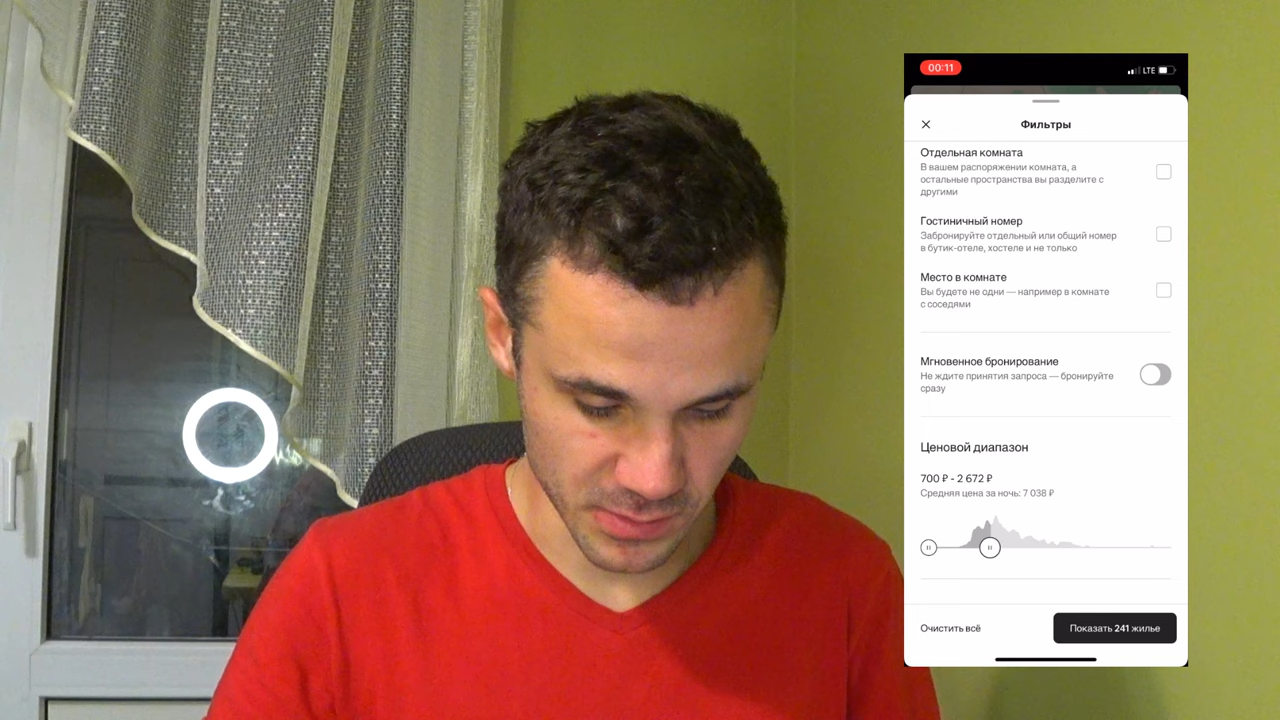 00:11
LTE
Фильтры
Отдельная комната
В вашем распоряжении комната, а
остальные пространства вы разделите с
другими
Гостиничный номер
Забронируйте отдельный или общий номер
в бутик-отеле, хостеле и не только
Место в комнате
Вы будете не одни — например в комнате
с соседями
Мгновенное бронирование
Не ждите принятия запроса — бронируйте
сразу
Ценовой диапазон
700 ₽ - 2 672 ₽
Средняя цена за ночь: 7 038 ₽
Очистить всё
Показать 241 жилье